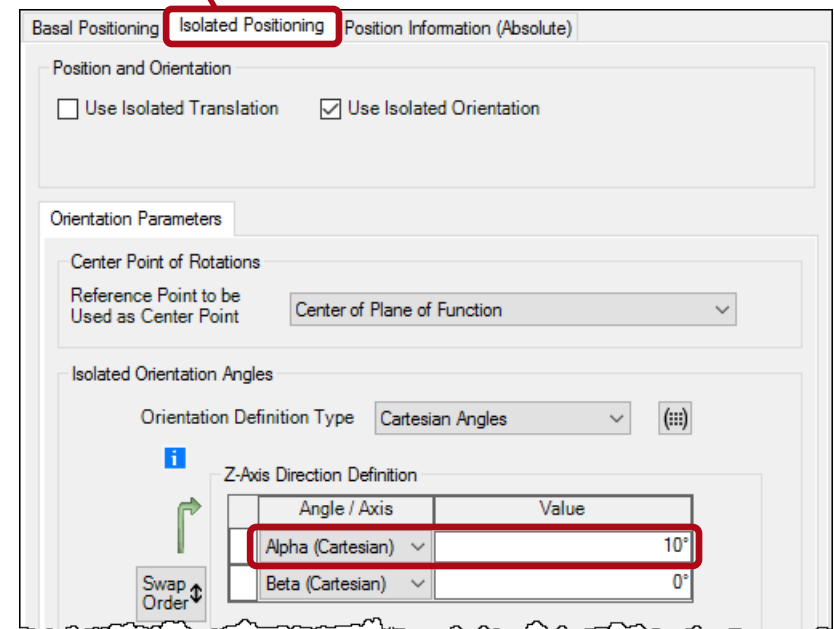 Basal Positioning Isolated Positioning Position Information (Absolute)
Position and Orientation
Use Isolated Translation Use Isolated Orientation
Orientation Parameters
Center Point of Rotations
Reference Point to be
Used as Center Point
Center of Plane of Function
Isolated Orientation Angles
Orientation Definition Type Cartesian Angles
i
Z-Axis Direction Definition
Angle / Axis Value
Alpha (Cartesian) 10°
Beta (Cartesian) 0°
Swap
Order